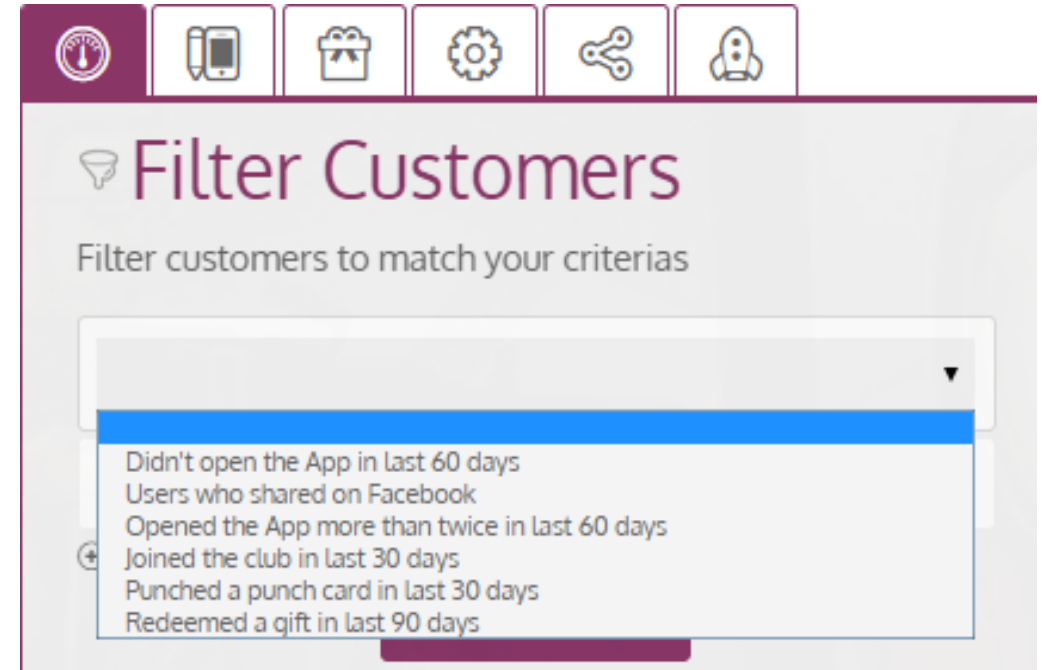 Filter Customers
Filter customers to match your criterias
Didn't open the App in last 60 days
Users who shared on Facebook
Opened the App more than twice in last 60 days
Joined the club in last 30 days
Punched a punch card in last 30 days
Redeemed a gift in last 90 days